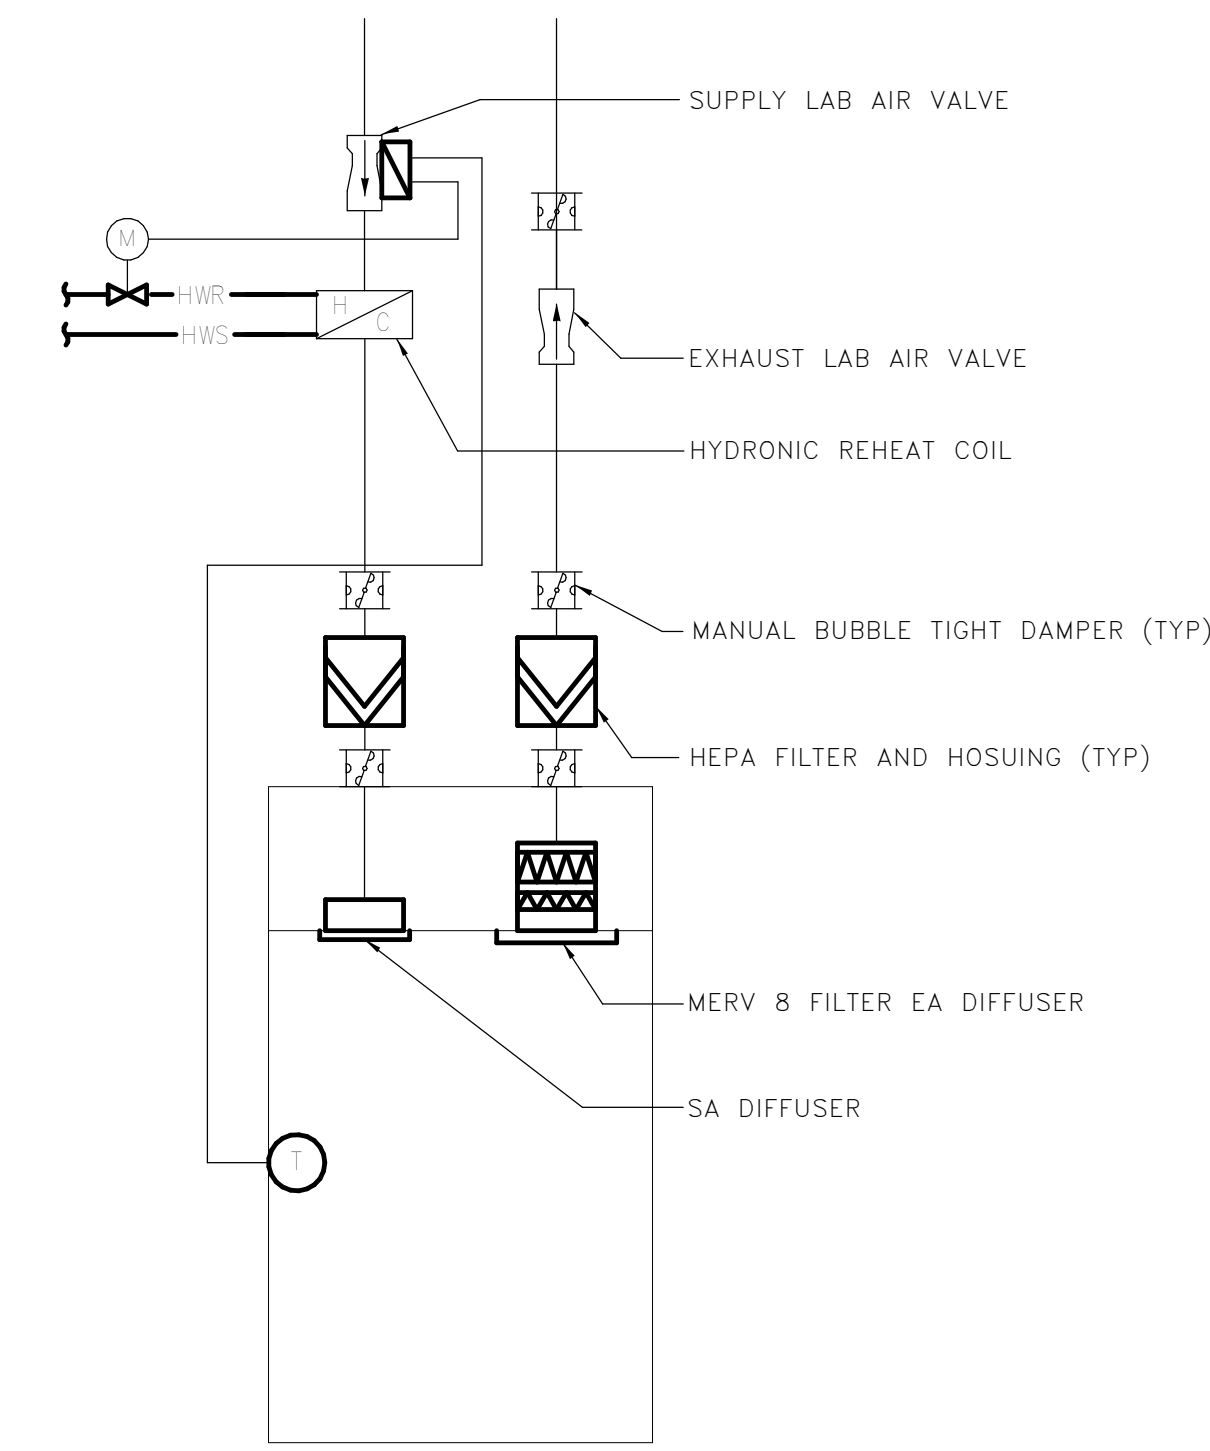 SUPPLY LAB AIR VALVE
M
HWR
H
C
HWS
EXHAUST LAB AIR VALVE
HYDRONIC REHEAT COIL
MANUAL BUBBLE TIGHT DAMPER (TYP)
HEPA FILTER AND HOSUING (TYP)
MERV 8 FILTER EA DIFFUSER
SA DIFFUSER
T